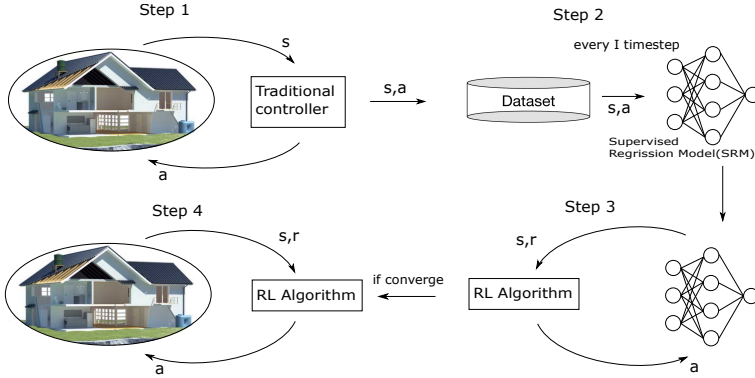 Step 1
s
Traditional
controller
a
s,a
Step 2
every I timestep
Dataset
s,a
Supervised
Regrission Model(SRM)
Step 3
s,r
RL Algorithm
a
if converge
Step 4
s,r
RL Algorithm
a